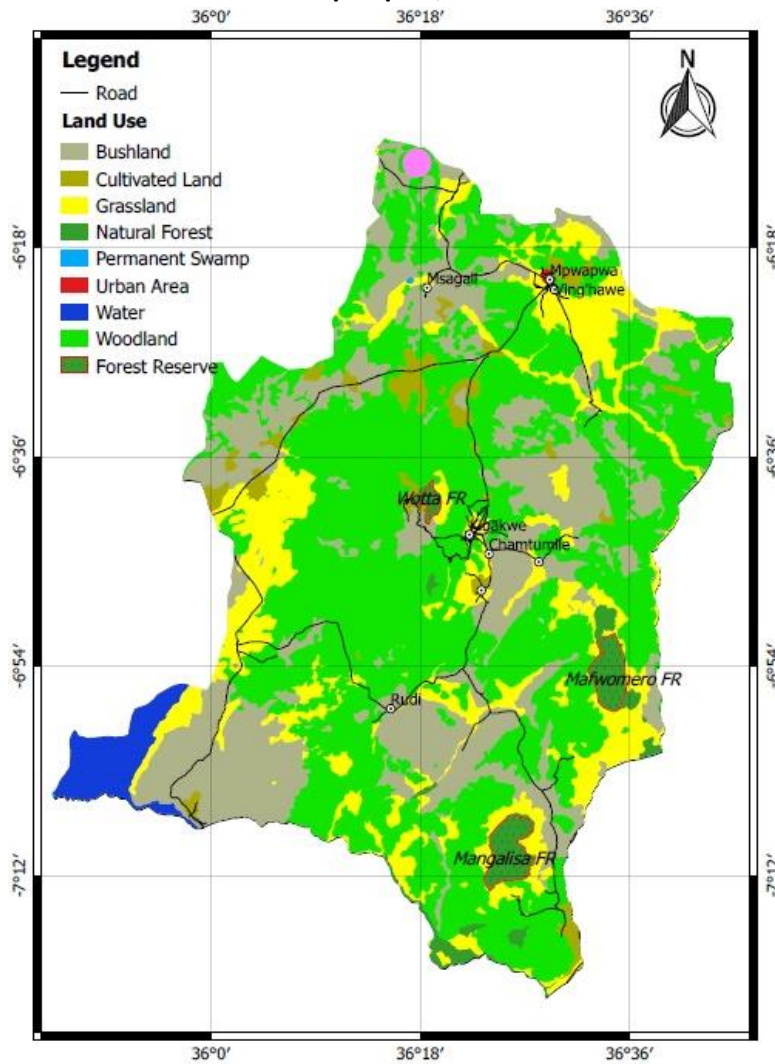 36°0′ 36°18′ 36°36′
Legend
Road
Land Use
Bushland
Cultivated Land
Grassland
Natural Forest
Permanent Swamp
Urban Area
Water
Woodland
Forest Reserve
N
-6°18′ -6°18′
Mpwapwa
Msagali Ving'hawe
-6°36′ -6°36′
Wotta FR
Chamtumile
-6°54′ -6°54′
Mafwomero FR
Rudi
Mangalisa FR
-7°12′ -7°12′
36°0′ 36°18′ 36°36′